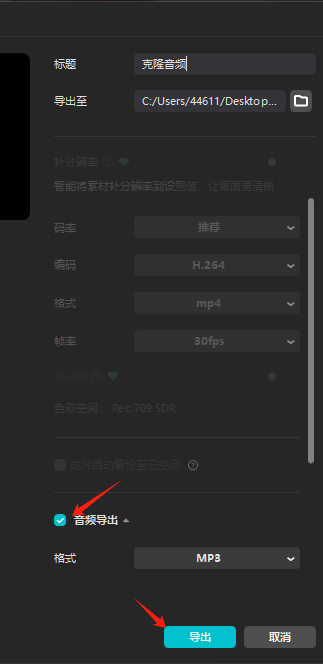 标题 克隆音频
导出至 C:/Users/44611/Desktop...
补分辨率
智能将素材补分辨率到设置值，让画面更清晰
码率 推荐
编码 H.264
格式 mp4
帧率 30fps
色彩空间： Rec.709 SDR
成片自动备份至云空间
音频导出
格式 MP3
导出 取消